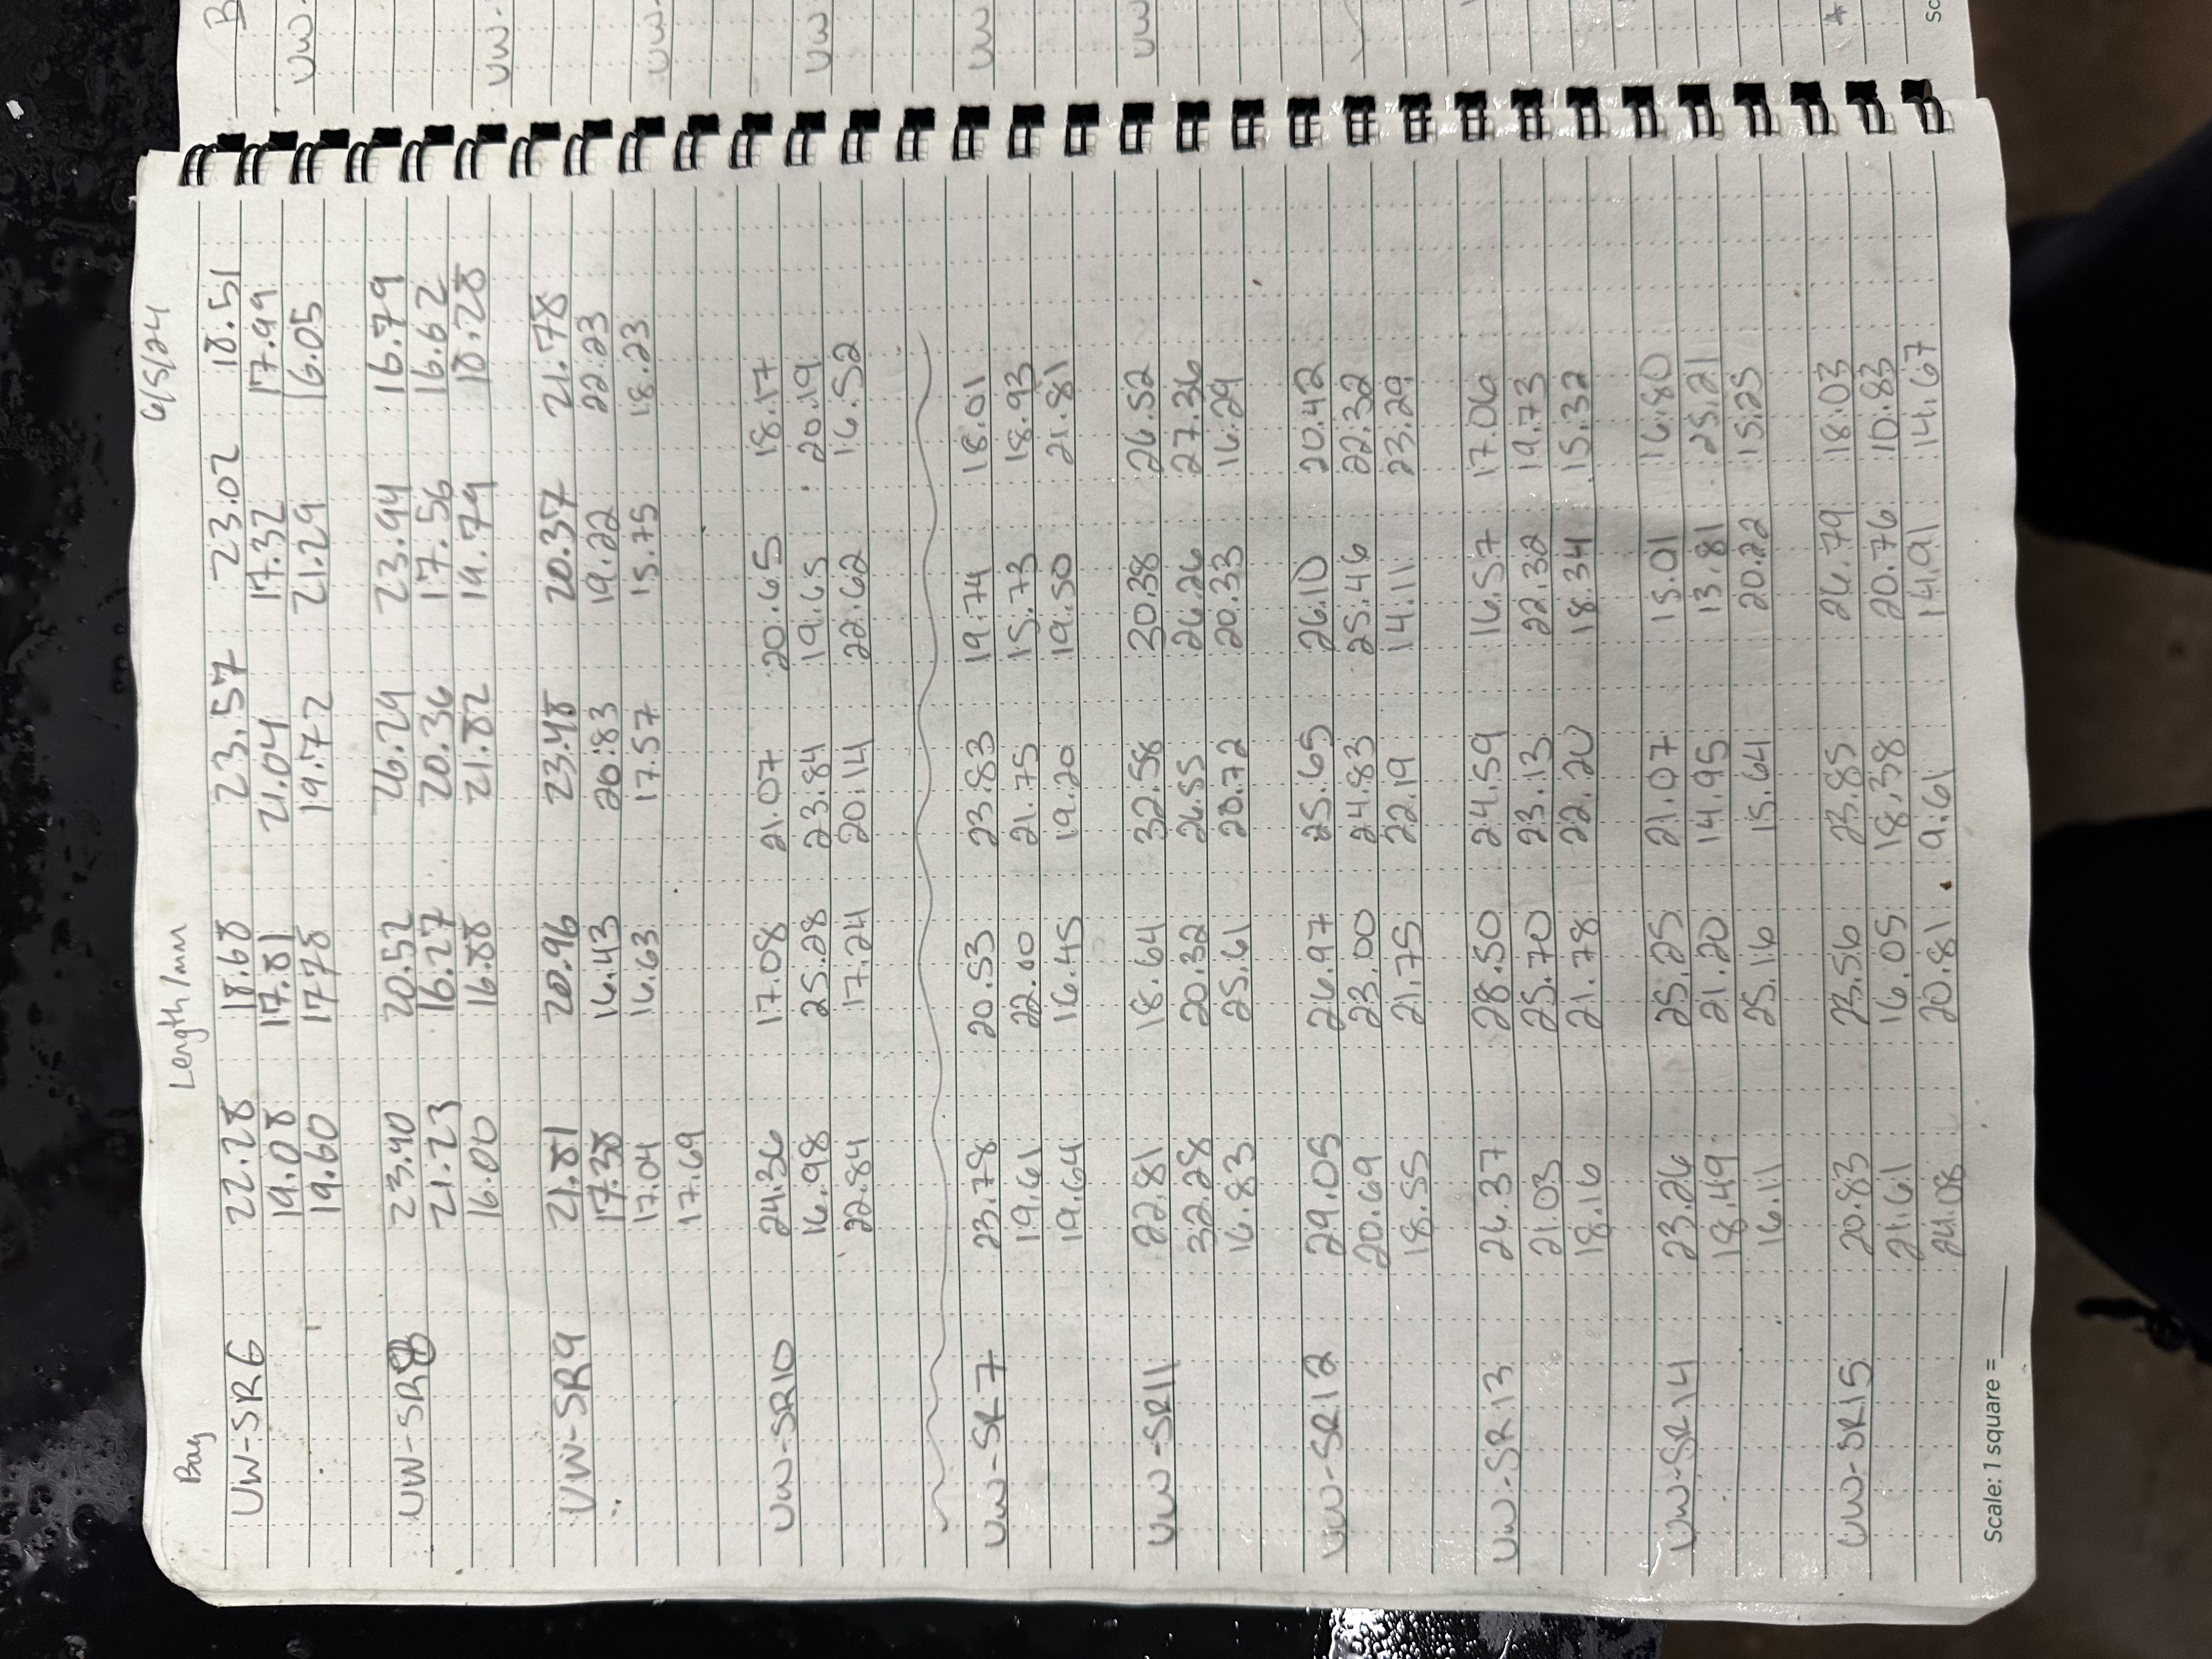 Bag Length/mm 6/5/24
UW-SR6 22.28 18.68 23.57 23.02 18.51
19.08 17.81 21.04 17.32 17.99
19.60 1778 19.72 21.29 16.05
UW-SR8 23.40 20.52 26.29 23.94 16.79
21.23 16.27 20.36 17.56 16.62
16.00 16.88 21.82 19.79 18.28
UW-SR9 21.81 20.96 23.48 20.37 21.78
17.38 16.43 20.83 19.22 22.23
17.04 16.63 17.57 15.75 18.23
17.69
UW-SR10 24.36 17.08 21.07 20.65 18.17
16.98 25.28 23.84 19.65 20.19
22.84 17.24 20.14 22.62 16.52
UW-SR7 23.78 20.53 23.83 19.74 18.01
19.61 22.00 21.75 15.73 18.93
19.64 16.45 19.20 19.50 21.81
UW-SR11 22.81 18.64 32.58 30.38 26.52
32.28 20.32 26.55 26.26 27.36
16.83 25.61 20.72 20.33 16.29
UW-SR12 29.05 26.97 25.65 26.10 20.42
20.69 23.00 24.83 25.46 22.32
18.55 21.75 22.19 14.11 23.29
UW-SR13 26.37 28.50 24.59 16.57 17.06
21.03 25.70 23.13 22.32 19.73
18.16 21.78 22.20 18.34 15.32
UW-SR14 23.26 25.25 21.07 15.01 16.80
18.49 21.20 14.95 13.81 25.21
16.11 25.16 15.64 20.22 15.25
UW-SR15 20.83 23.56 23.85 26.79 18.03
21.61 16.05 18.38 20.76 10.83
24.08 20.81 9.61 14.91 14.67
Scale: 1 square =
B
UW-
UW-
UW-
UW
UW
UW
Sc